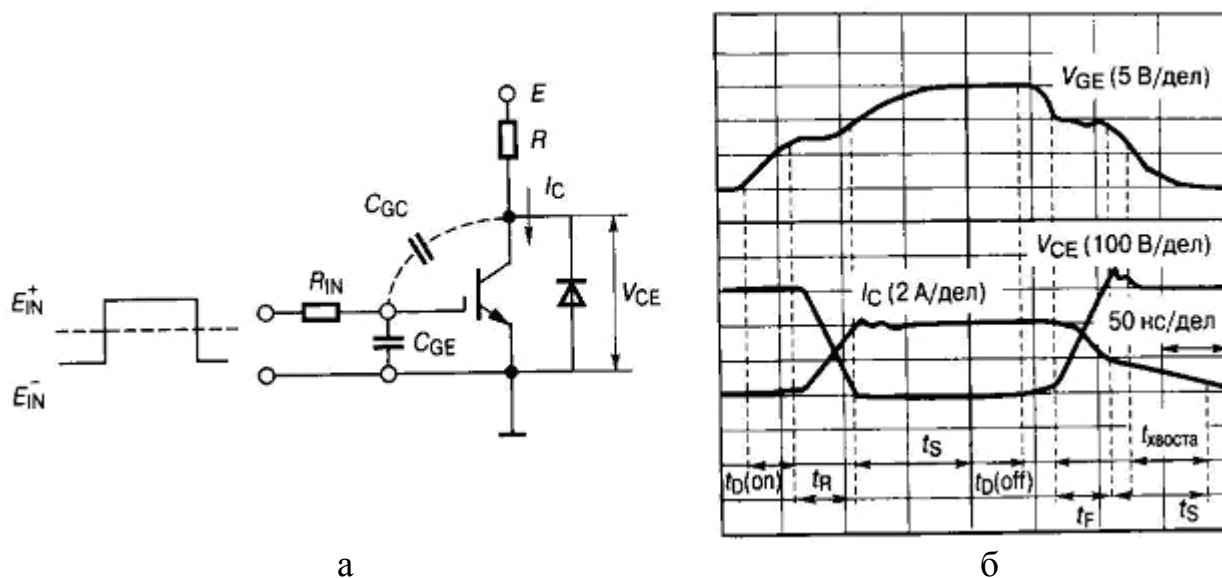 E
R
I_C
C_GC
R_IN
E_IN^+
V_CE
C_GE
E_IN^-
V_GE (5 В/дел)
V_CE (100 В/дел)
I_C (2 А/дел)
50 нс/дел
t_S
t_хвоста
t_D(on)
t_R
t_D(off)
t_F
t_S
а
б